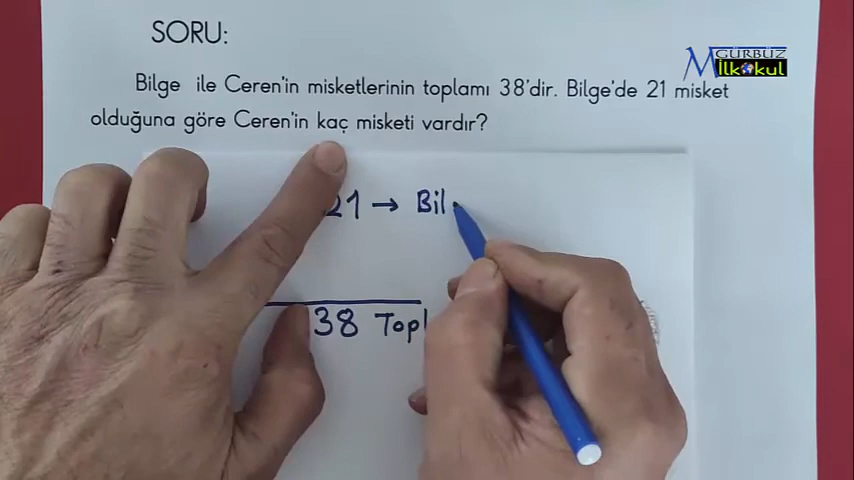 SORU:
GÜRBÜZ
İlkokul
Bilge ile Ceren'in misketlerinin toplamı 38'dir. Bilge'de 21 misket
olduğuna göre Ceren'in kaç misketi vardır?
21 → Bil
38 Topl